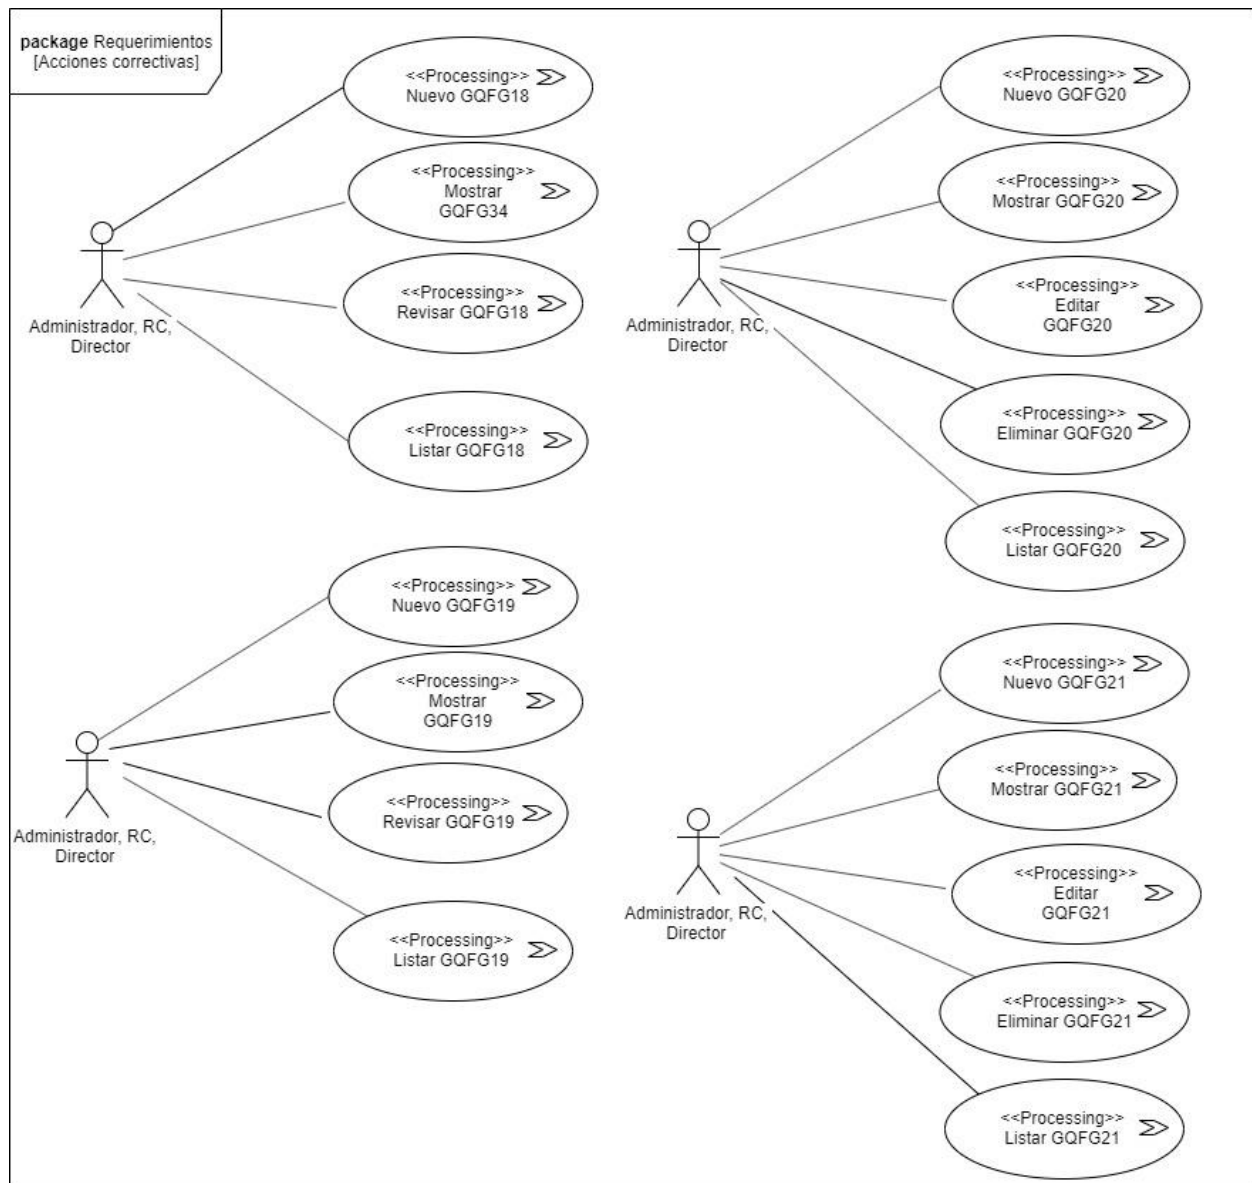 package Requerimientos
[Acciones correctivas]
<<Processing>>
Nuevo GQFG18
<<Processing>>
Mostrar
GQFG34
<<Processing>>
Revisar GQFG18
<<Processing>>
Listar GQFG18
Administrador, RC,
Director
<<Processing>>
Nuevo GQFG20
<<Processing>>
Mostrar GQFG20
<<Processing>>
Editar
GQFG20
<<Processing>>
Eliminar GQFG20
<<Processing>>
Listar GQFG20
Administrador, RC,
Director
<<Processing>>
Nuevo GQFG19
<<Processing>>
Mostrar
GQFG19
<<Processing>>
Revisar GQFG19
<<Processing>>
Listar GQFG19
Administrador, RC,
Director
<<Processing>>
Nuevo GQFG21
<<Processing>>
Mostrar GQFG21
<<Processing>>
Editar
GQFG21
<<Processing>>
Eliminar GQFG21
<<Processing>>
Listar GQFG21
Administrador, RC,
Director